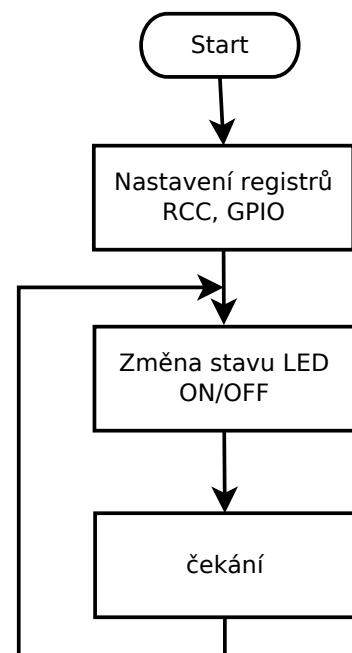 Start
Nastavení registrů
RCC, GPIO
Změna stavu LED
ON/OFF
čekání